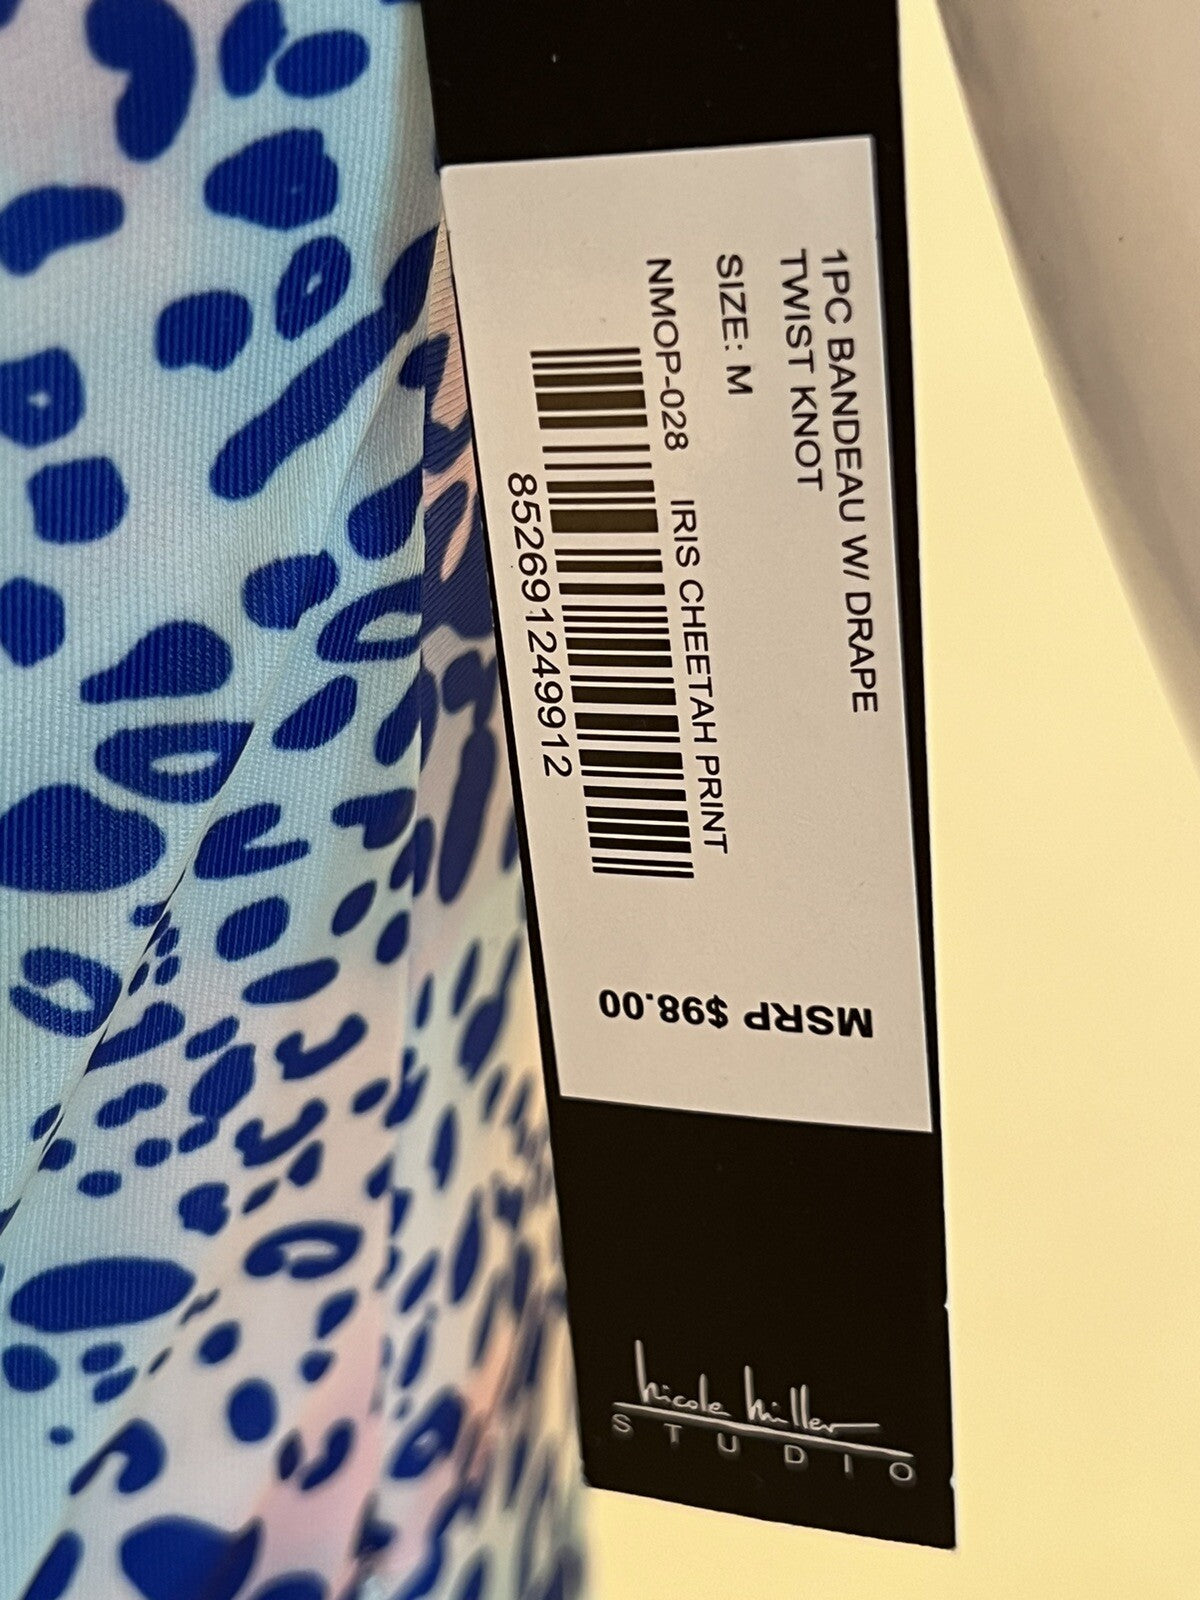 1PC BANDEAU W/ DRAPE
TWIST KNOT
SIZE: M
NMOP-028 IRIS CHEETAH PRINT
852691249912
MSRP $98.00
nicole miller
STUDIO